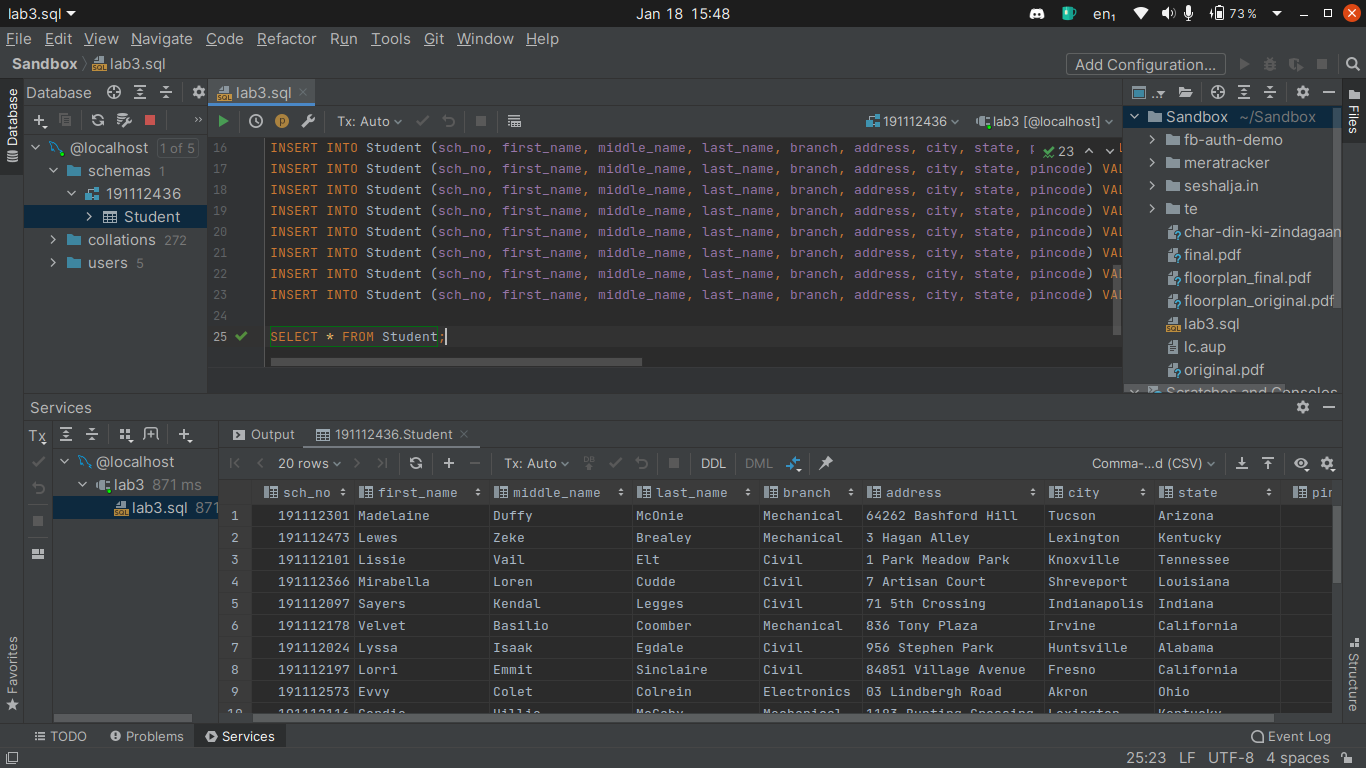 lab3.sql
Jan 18 15:48
en₁
73 %
File Edit View Navigate Code Refactor Run Tools Git Window Help
Sandbox lab3.sql
Add Configuration...
Database
Favorites
Database
@localhost 1 of 5
schemas 1
191112436
Student
collations 272
users 5
lab3.sql
Tx: Auto
191112436
lab3 [@localhost]
23
16 INSERT INTO Student (sch_no, first_name, middle_name, last_name, branch, address, city, state,
17 INSERT INTO Student (sch_no, first_name, middle_name, last_name, branch, address, city, state, pincode) VAL
18 INSERT INTO Student (sch_no, first_name, middle_name, last_name, branch, address, city, state, pincode) VAL
19 INSERT INTO Student (sch_no, first_name, middle_name, last_name, branch, address, city, state, pincode) VAL
20 INSERT INTO Student (sch_no, first_name, middle_name, last_name, branch, address, city, state, pincode) VAL
21 INSERT INTO Student (sch_no, first_name, middle_name, last_name, branch, address, city, state, pincode) VAL
22 INSERT INTO Student (sch_no, first_name, middle_name, last_name, branch, address, city, state, pincode) VAL
23 INSERT INTO Student (sch_no, first_name, middle_name, last_name, branch, address, city, state, pincode) VAL
24
25 SELECT * FROM Student;
..
Sandbox ~/Sandbox
fb-auth-demo
meratracker
seshalja.in
te
char-din-ki-zindagaan
final.pdf
floorplan_final.pdf
floorplan_original.pdf
lab3.sql
lc.aup
original.pdf
Scratches and Consoles
Files
Structure
Services
Tx
@localhost
lab3 871 ms
lab3.sql 871
Output 191112436.Student
20 rows Tx: Auto DB DDL DML Comma-...d (CSV)
sch_no first_name middle_name last_name branch address city state pin
1 191112301 Madelaine Duffy McOnie Mechanical 64262 Bashford Hill Tucson Arizona
2 191112473 Lewes Zeke Brealey Mechanical 3 Hagan Alley Lexington Kentucky
3 191112101 Lissie Vail Elt Civil 1 Park Meadow Park Knoxville Tennessee
4 191112366 Mirabella Loren Cudde Civil 7 Artisan Court Shreveport Louisiana
5 191112097 Sayers Kendal Legges Civil 71 5th Crossing Indianapolis Indiana
6 191112178 Velvet Basilio Coomber Mechanical 836 Tony Plaza Irvine California
7 191112024 Lyssa Isaak Egdale Civil 956 Stephen Park Huntsville Alabama
8 191112197 Lorri Emmit Sinclaire Civil 84851 Village Avenue Fresno California
9 191112573 Evvy Colet Colrein Electronics 03 Lindbergh Road Akron Ohio
10 Mechanical Lexington Kentucky
TODO Problems Services Event Log
25:23 LF UTF-8 4 spaces